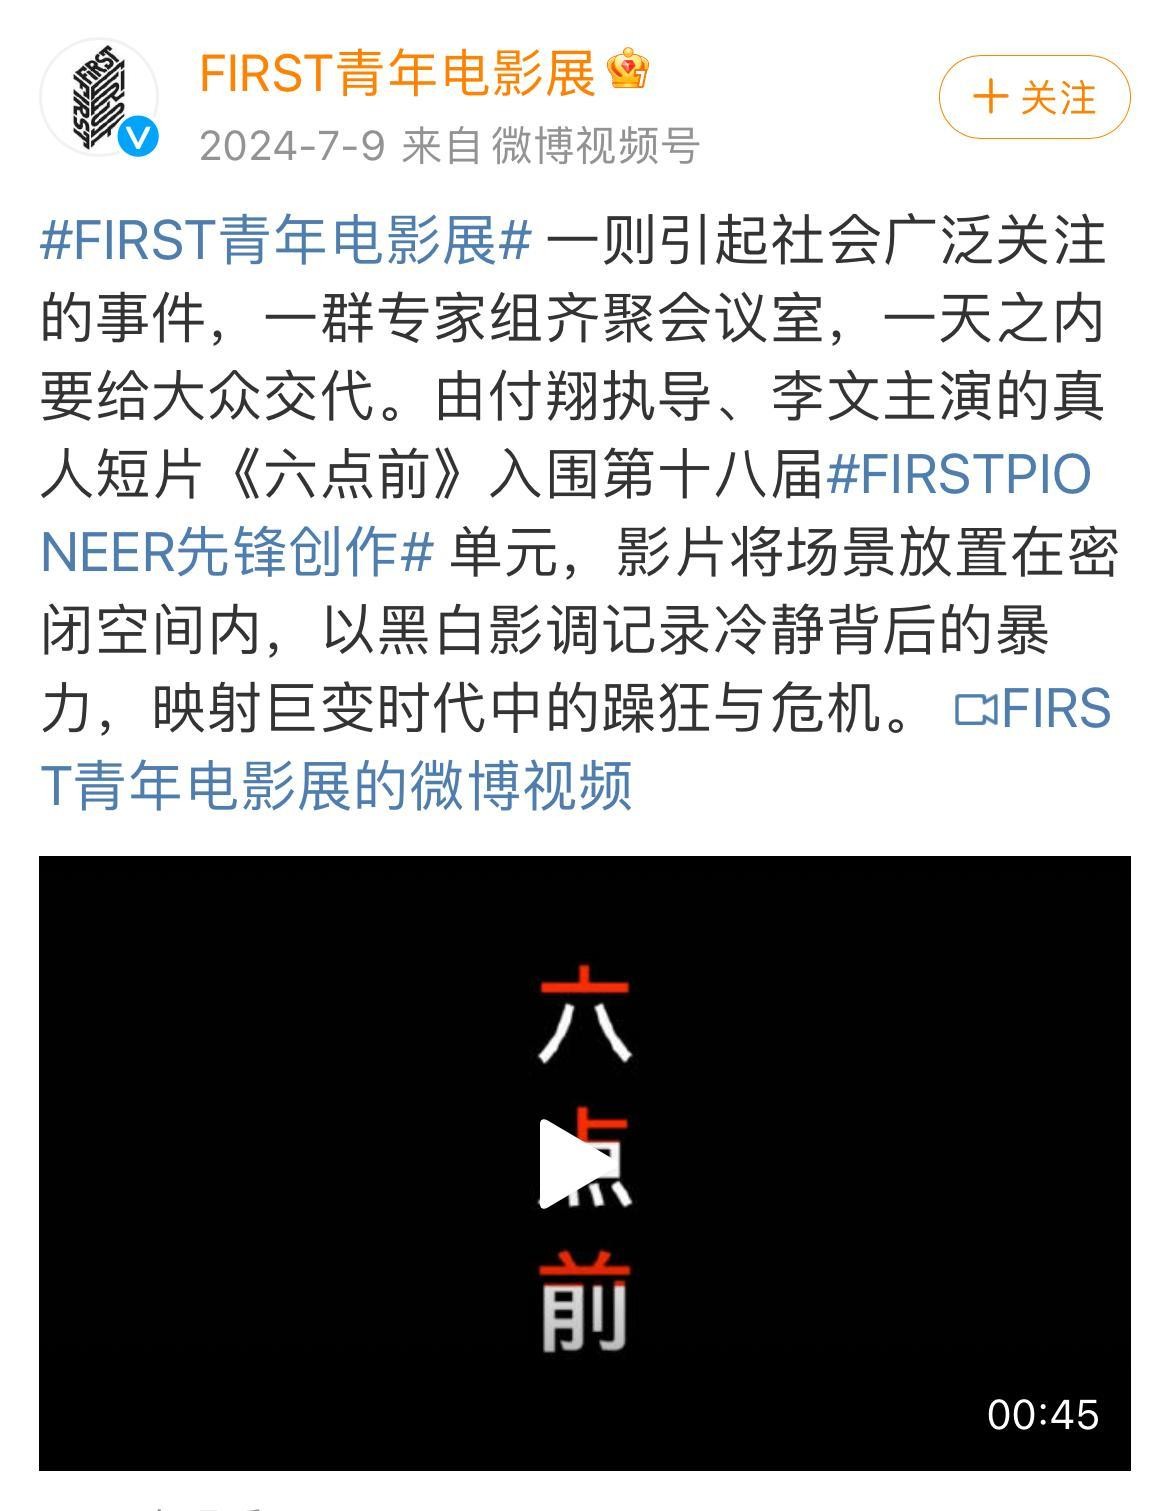 FIRST青年电影展
2024-7-9 来自 微博视频号
关注
#FIRST青年电影展# 一则引起社会广泛关注
的事件，一群专家组齐聚会议室，一天之内
要给大众交代。由付翔执导、李文主演的真
人短片《六点前》入围第十八届#FIRSTPIO
NEER先锋创作# 单元，影片将场景放置在密
闭空间内，以黑白影调记录冷静背后的暴
力，映射巨变时代中的躁狂与危机。 FIRS
T青年电影展的微博视频
六
点
前
00:45